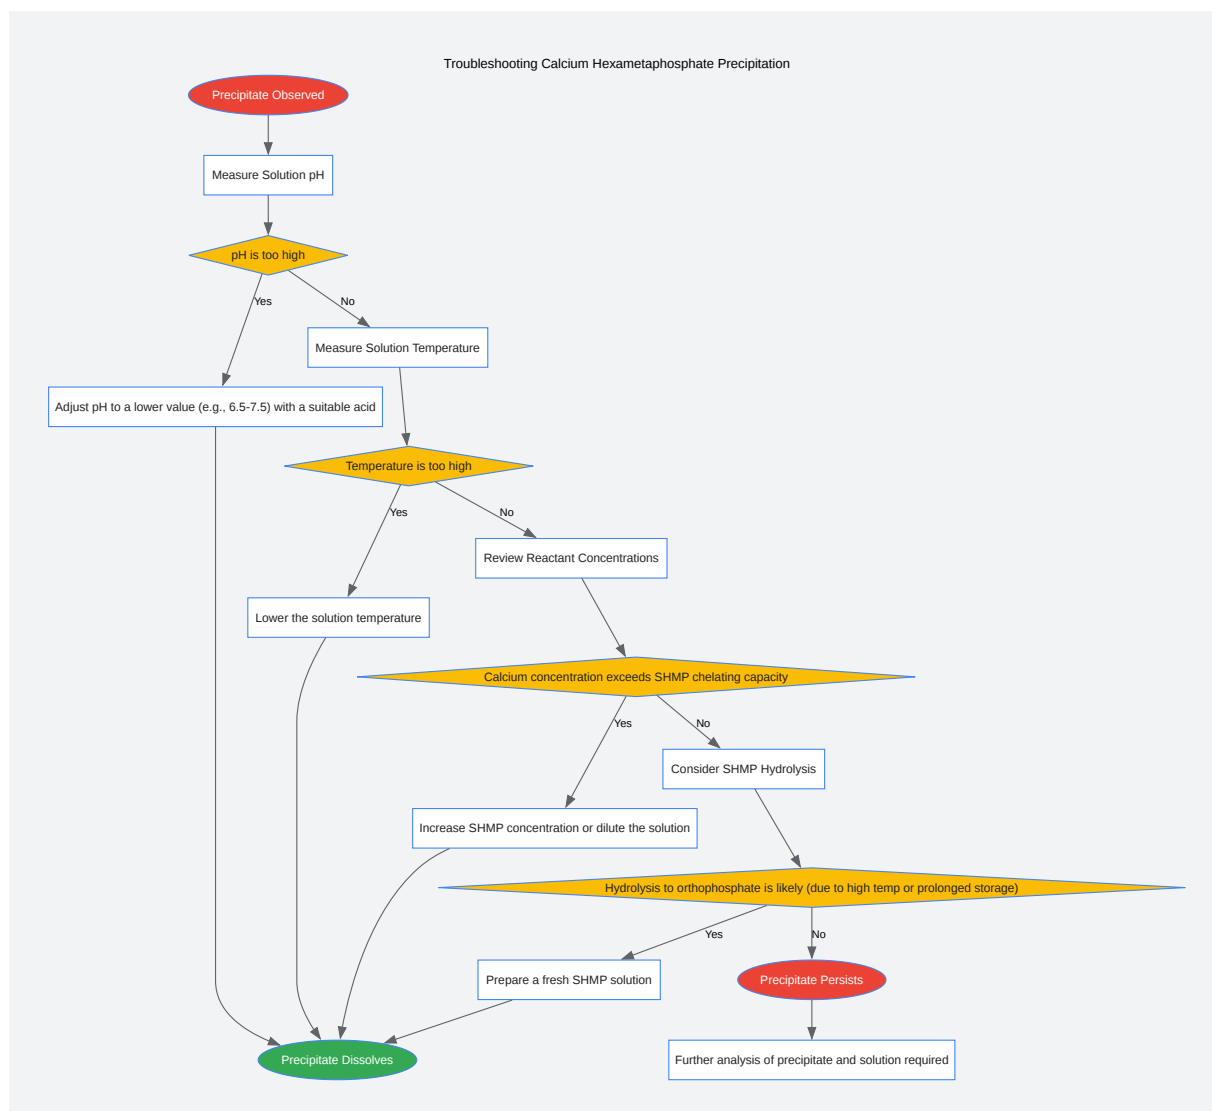 Troubleshooting Calcium Hexametaphosphate Precipitation
Precipitate Observed
Measure Solution pH
pH is too high
Yes
No
Measure Solution Temperature
Adjust pH to a lower value (e.g., 6.5-7.5) with a suitable acid
Temperature is too high
Yes
No
Review Reactant Concentrations
Lower the solution temperature
Calcium concentration exceeds SHMP chelating capacity
Yes
No
Consider SHMP Hydrolysis
Increase SHMP concentration or dilute the solution
Hydrolysis to orthophosphate is likely (due to high temp or prolonged storage)
Yes
No
Prepare a fresh SHMP solution
Precipitate Persists
Precipitate Dissolves
Further analysis of precipitate and solution required